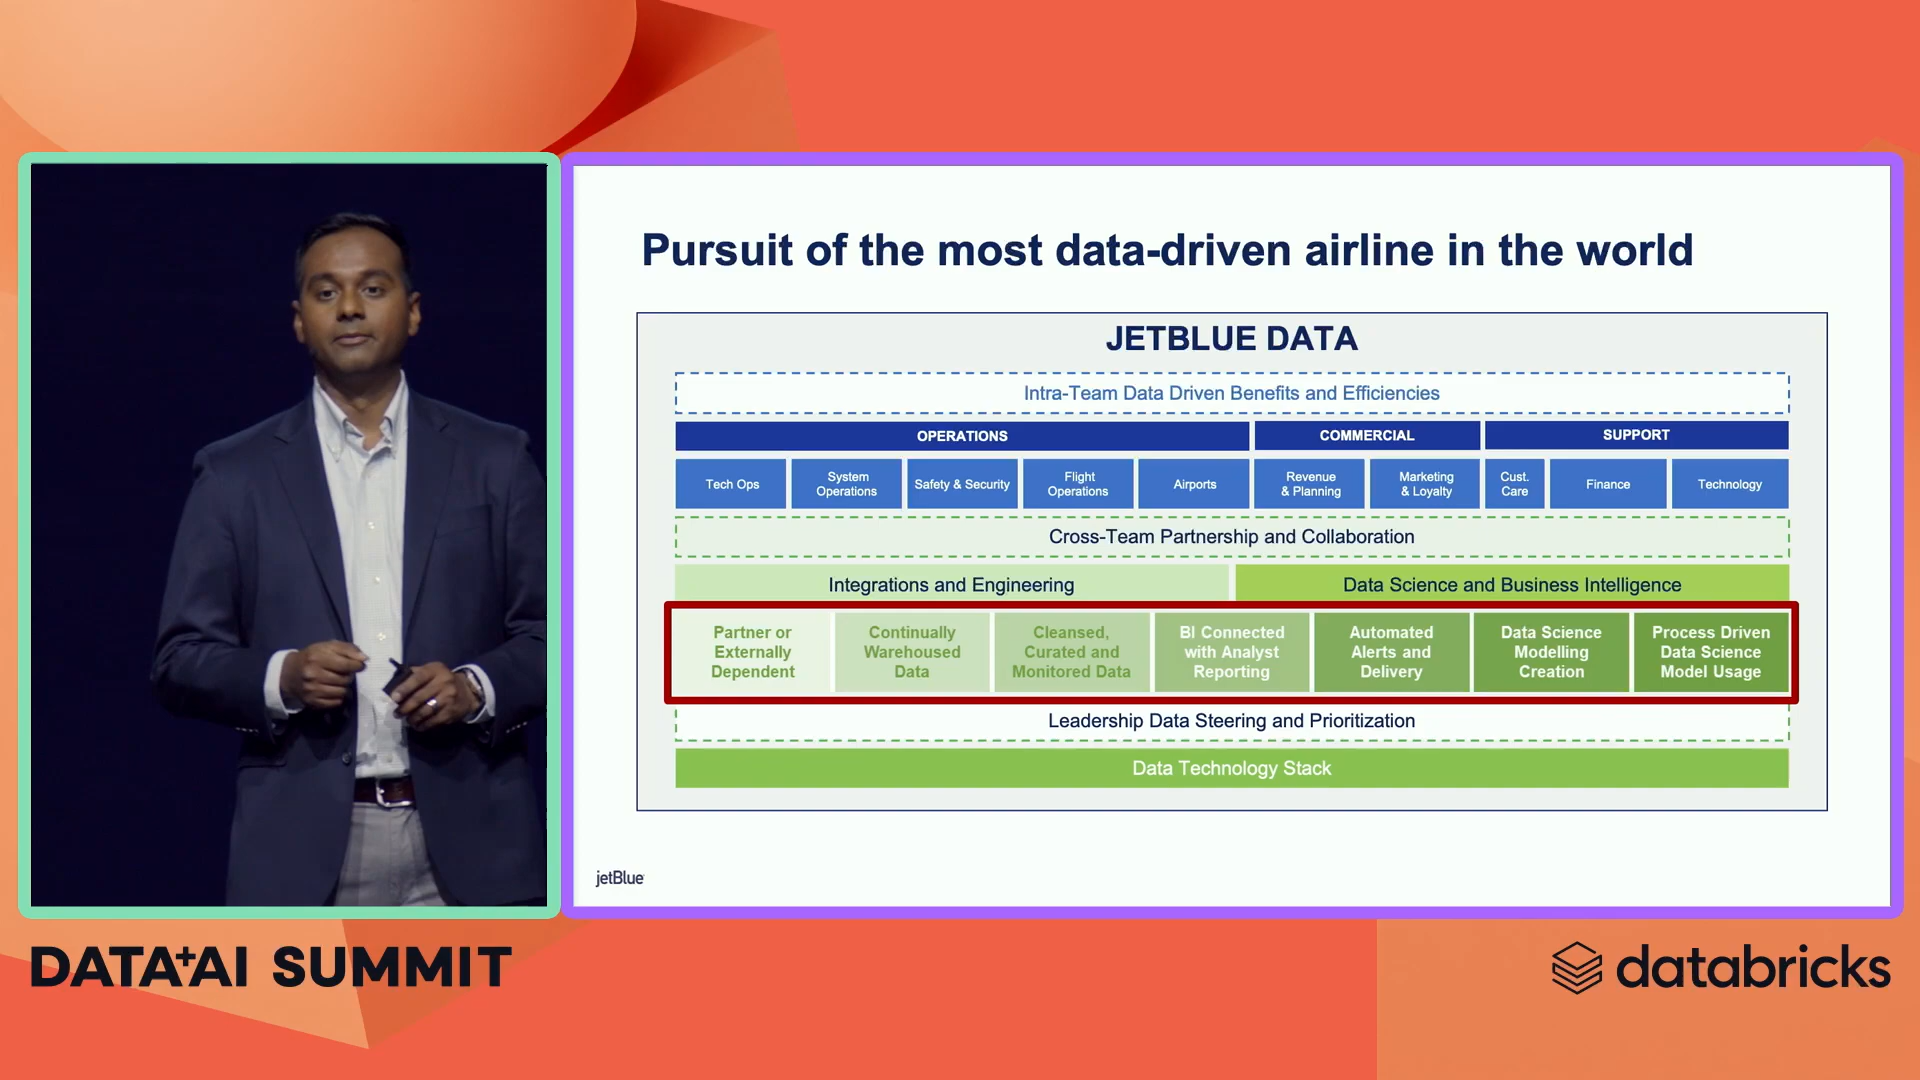 Pursuit of the most data-driven airline in the world
JETBLUE DATA
Intra-Team Data Driven Benefits and Efficiencies
OPERATIONS
COMMERCIAL
SUPPORT
Tech Ops
System
Operations
Safety & Security
Flight
Operations
Airports
Revenue
& Planning
Marketing
& Loyalty
Cust.
Care
Finance
Technology
Cross-Team Partnership and Collaboration
Integrations and Engineering
Data Science and Business Intelligence
Partner or
Externally
Dependent
Continually
Warehoused
Data
Cleansed,
Curated and
Monitored Data
BI Connected
with Analyst
Reporting
Automated
Alerts and
Delivery
Data Science
Modelling
Creation
Process Driven
Data Science
Model Usage
Leadership Data Steering and Prioritization
Data Technology Stack
jetBlue
DATA+AI SUMMIT
databricks